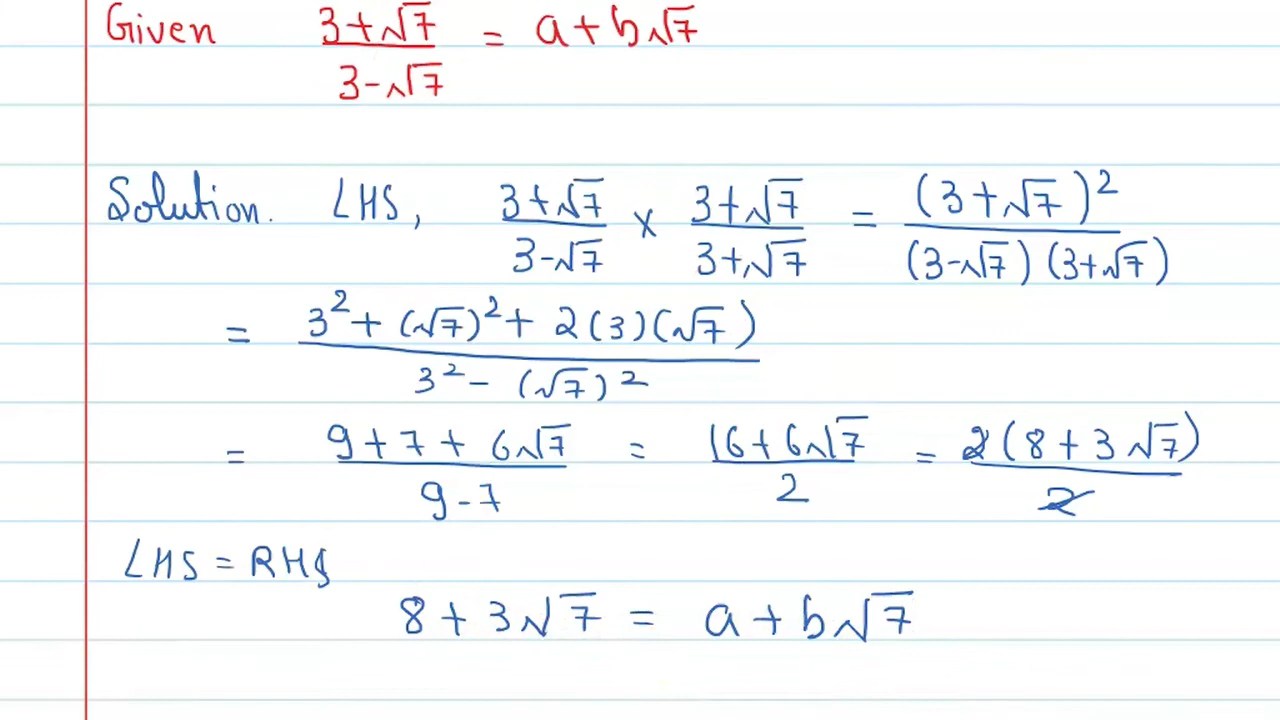 Given (3+√7)/(3-√7) = a+b√7
Solution. LHS, (3+√7)/(3-√7) × (3+√7)/(3+√7) = (3+√7)²/((3-√7)(3+√7))
= (3²+(√7)²+2(3)(√7))/(3²-(√7)²)
= (9+7+6√7)/(9-7) = (16+6√7)/2 = 2(8+3√7)/2
LHS = RHS
8+3√7 = a+b√7